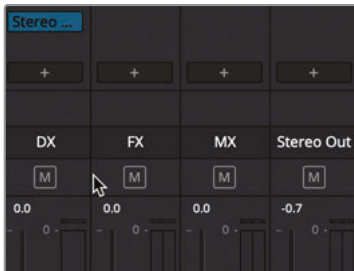 Stereo ...
+ + + +
DX FX MX Stereo Out
M M M M
0.0 0.0 0.0 -0.7
- 0 - - 0 - - 0 - - 0 -